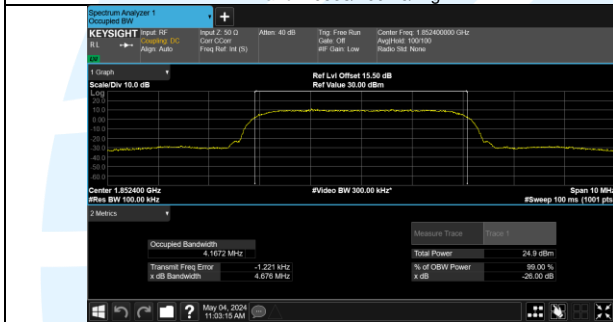 Spectrum Analyzer 1
Occupied BW
+
KEYSIGHT Input: RF Input Z: 50 Ω Atten: 40 dB Trig: Free Run Center Freq: 1.852400000 GHz
RL Coupling: DC Corr CCorr Gate: Off Avg|Hold: 100/100
Align: Auto Freq Ref: Int (S) #IF Gain: Low Radio Std: None
1 Graph
Scale/Div 10.0 dB Ref Lvl Offset 15.50 dB
Ref Value 30.00 dBm
Log
20.0
10.0
0.00
-10.0
-20.0
-30.0
-40.0
-50.0
-60.0
Center 1.852400 GHz #Video BW 300.00 kHz* Span 10 MHz
#Res BW 100.00 kHz #Sweep 100 ms (1001 pts)
2 Metrics
Measure Trace Trace 1
Occupied Bandwidth
4.1672 MHz Total Power 24.9 dBm
Transmit Freq Error -1.221 kHz % of OBW Power 99.00 %
x dB Bandwidth 4.676 MHz x dB -26.00 dB
? May 04, 2024
11:03:15 AM